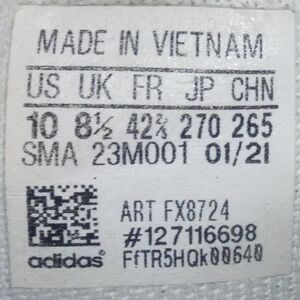 MADE IN VIETNAM
US UK FR JP CHN
10 8½ 42⅔ 270 265
SMA 23M001 01/21
ART FX8724
#127116698
adidas FfTR5HQk00640